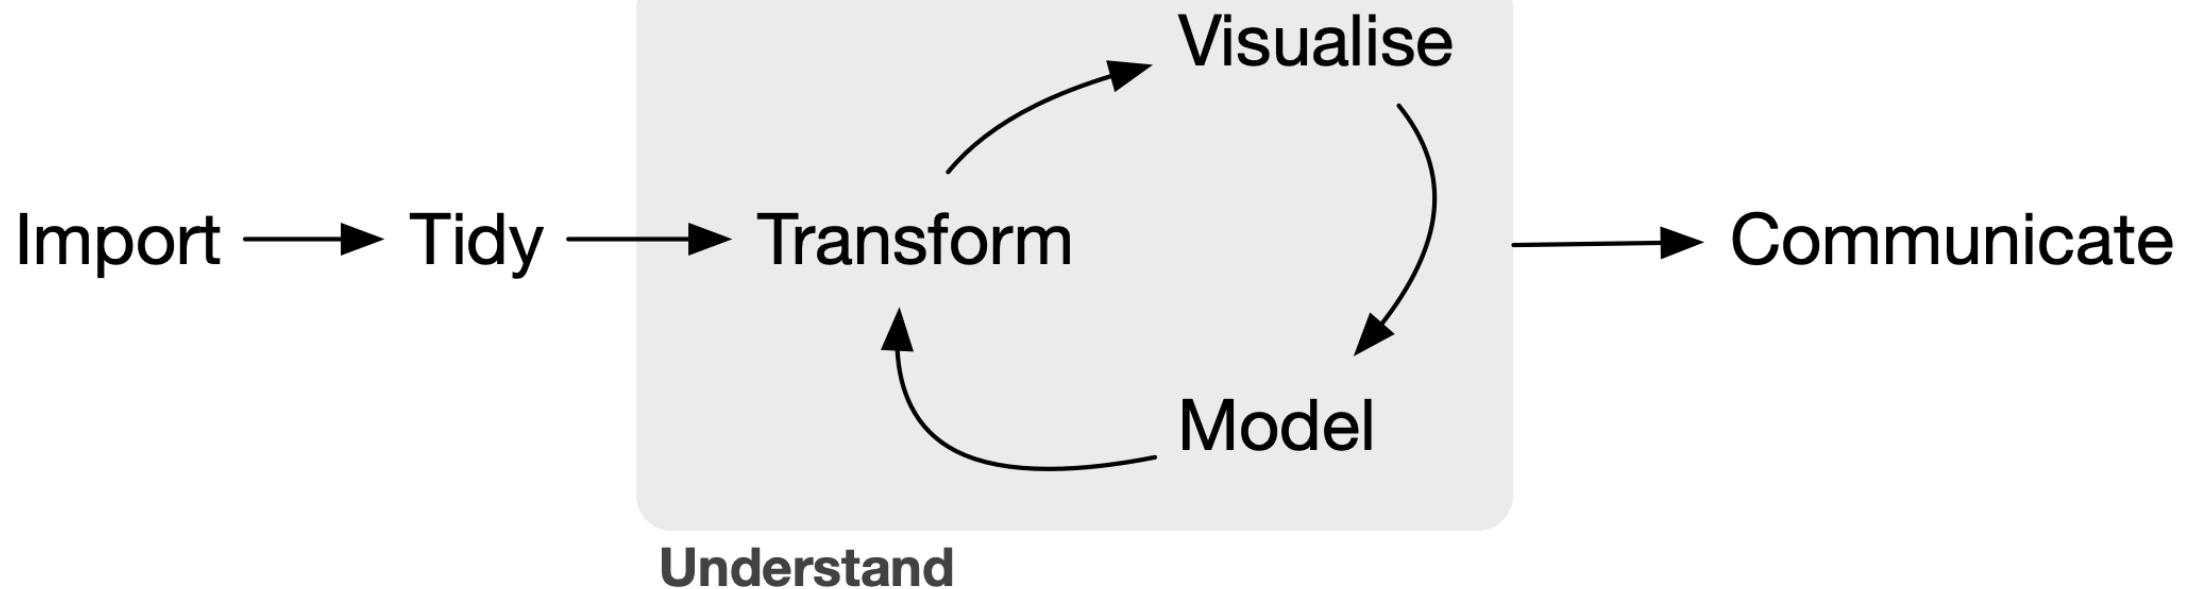 Visualise
Import
Tidy
Transform
Communicate
Model
Understand